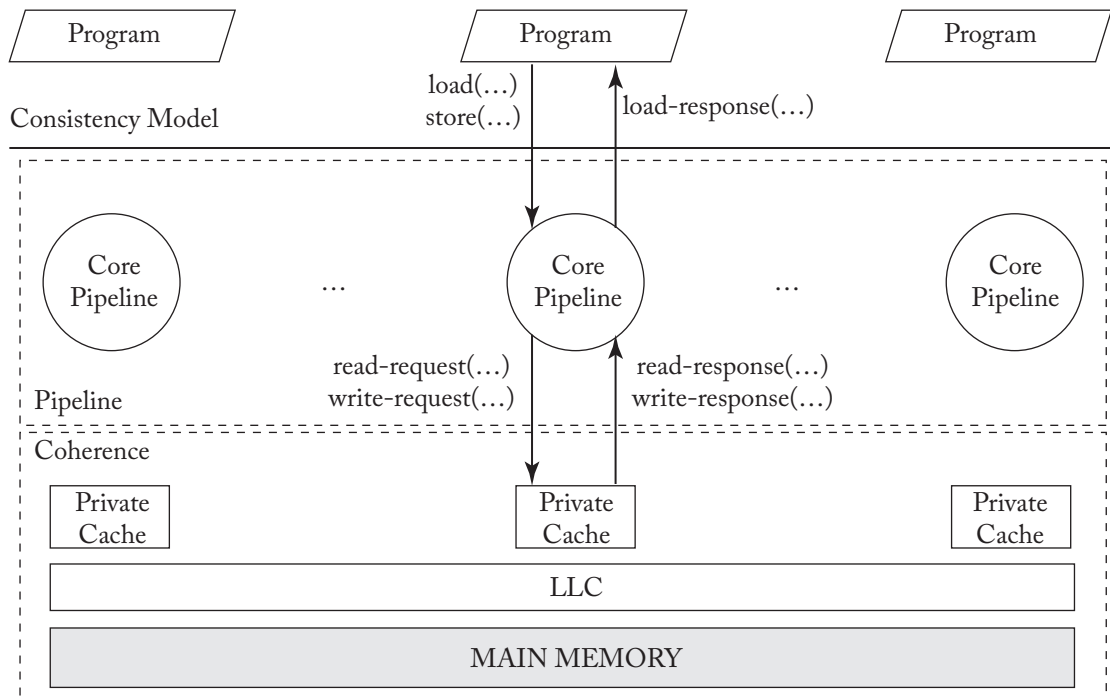 Program
Program
Program
load(…)
store(…)
load-response(…)
Consistency Model
Core
Pipeline
…
Core
Pipeline
…
Core
Pipeline
read-request(…)
write-request(…)
read-response(…)
write-response(…)
Pipeline
Coherence
Private
Cache
Private
Cache
Private
Cache
LLC
MAIN MEMORY